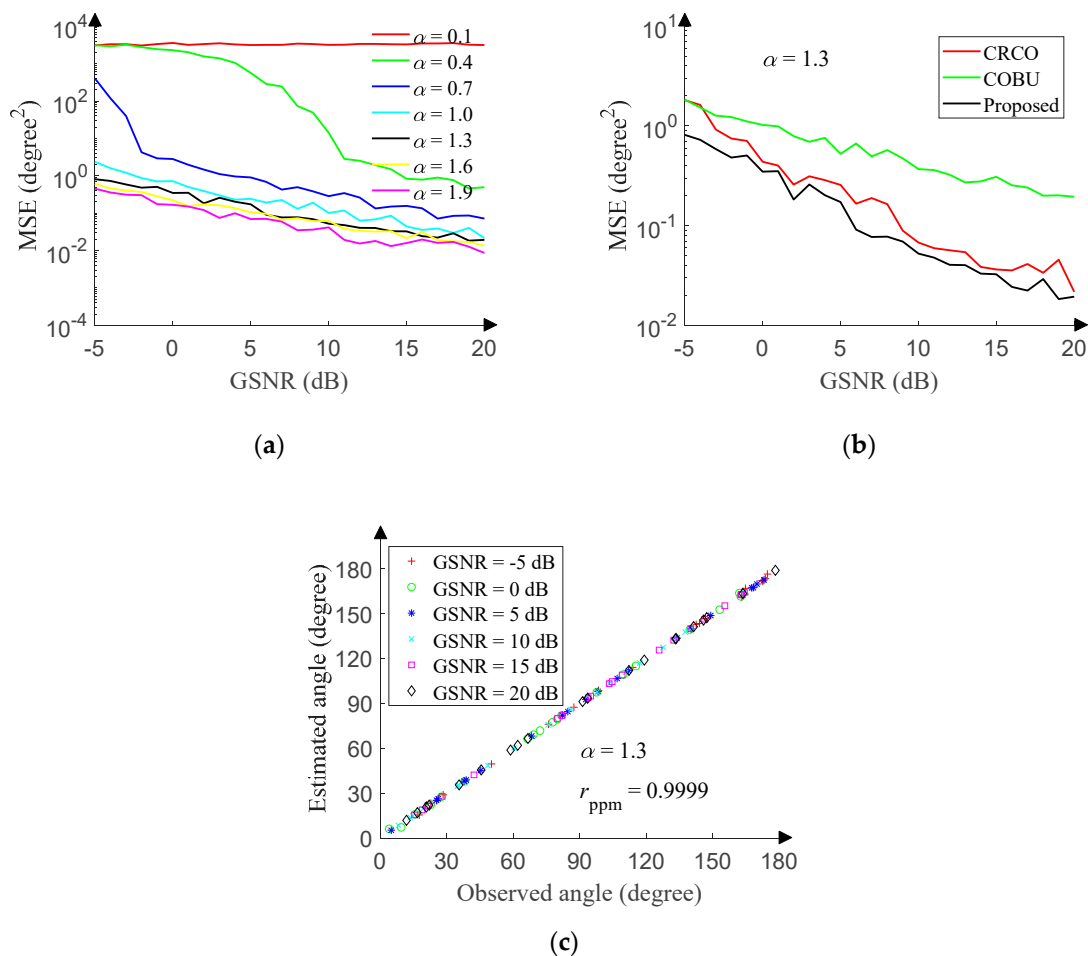 10^4
10^2
10^0
10^-2
10^-4
MSE (degree^2)
-5 0 5 10 15 20
GSNR (dB)
α = 0.1
α = 0.4
α = 0.7
α = 1.0
α = 1.3
α = 1.6
α = 1.9
(a)
10^1
10^0
10^-1
10^-2
MSE (degree^2)
-5 0 5 10 15 20
GSNR (dB)
α = 1.3
CRCO
COBU
Proposed
(b)
180
150
120
90
60
30
0
Estimated angle (degree)
0 30 60 90 120 150 180
Observed angle (degree)
GSNR = -5 dB
GSNR = 0 dB
GSNR = 5 dB
GSNR = 10 dB
GSNR = 15 dB
GSNR = 20 dB
α = 1.3
r_ppm = 0.9999
(c)